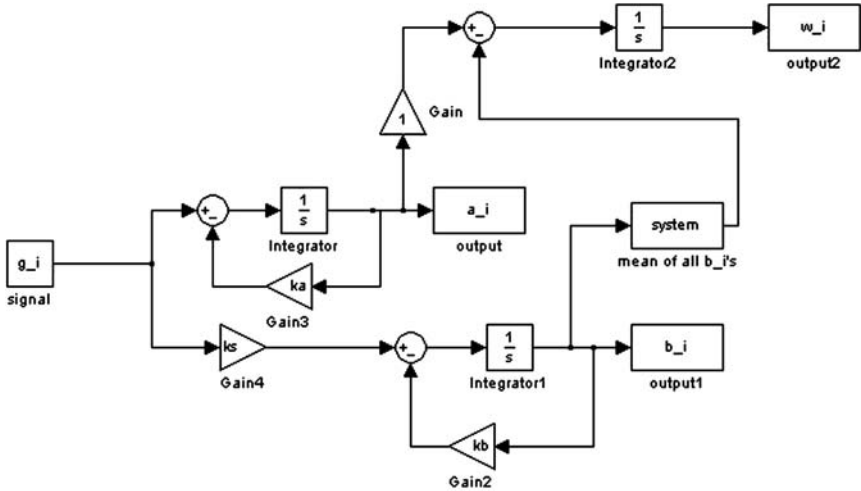 +
-
1
s
Integrator2
w_i
output2
1
Gain
+
-
1
s
Integrator
a_i
output
system
mean of all b_i's
g_i
signal
ka
Gain3
ks
Gain4
+
-
1
s
Integrator1
b_i
output1
kb
Gain2